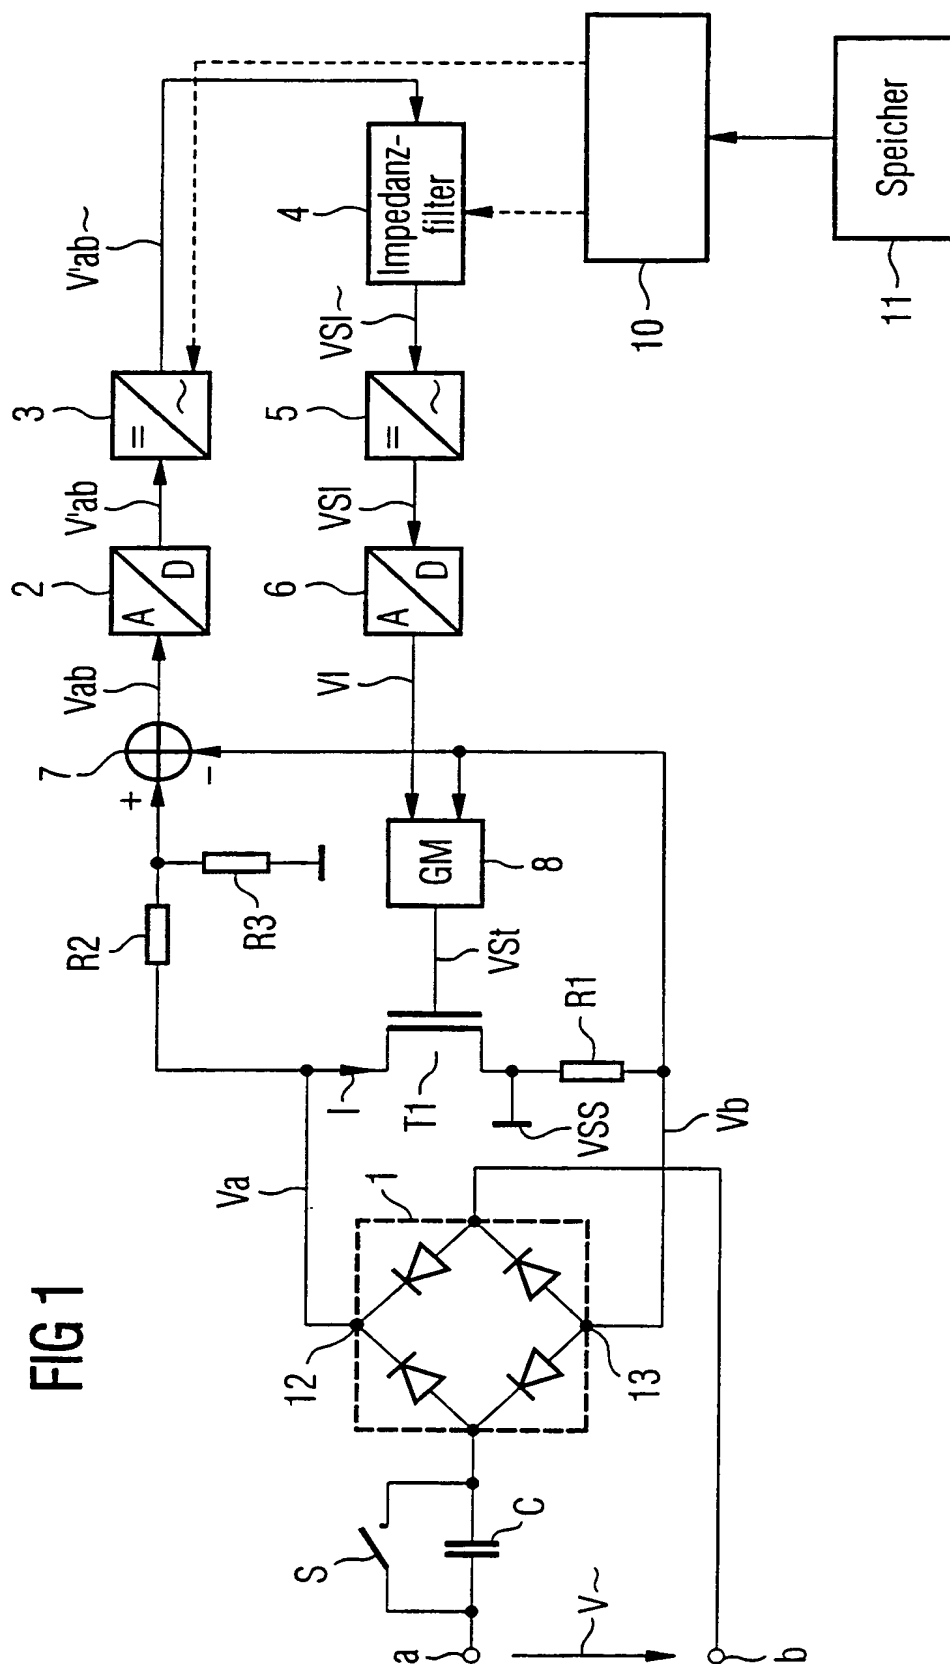 FIG 1
a
b
V~
S
C
1
12
13
Va
Vb
I
T1
VSS
R1
R2
R3
VSt
GM
8
+
-
7
Vab
A
D
2
V'ab
=
~
3
V'ab~
4
Impedanz-
filter
VSI~
=
~
5
VSI
A
D
6
VI
10
Speicher
11